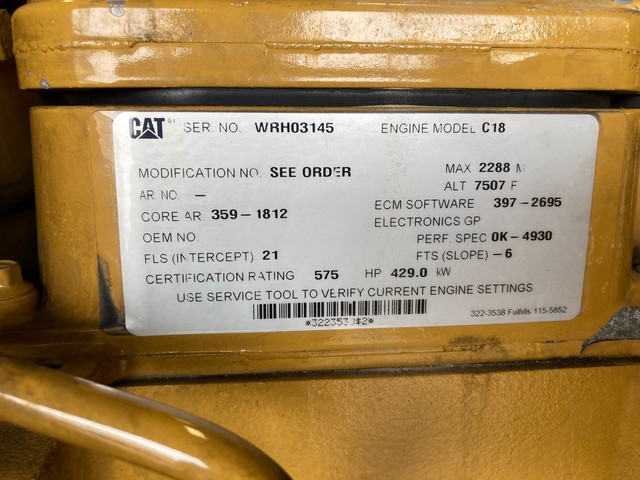 CAT SER. NO. WRH03145 ENGINE MODEL C18
MODIFICATION NO. SEE ORDER MAX 2288 M
AR NO. — ALT 7507 F
CORE AR. 359-1812 ECM SOFTWARE 397-2695
OEM NO. ELECTRONICS GP
FLS (INTERCEPT) 21 PERF. SPEC 0K-4930
CERTIFICATION RATING 575 HP 429.0 kW FTS (SLOPE) -6
USE SERVICE TOOL TO VERIFY CURRENT ENGINE SETTINGS
322-3538 Fulfills 115-5852